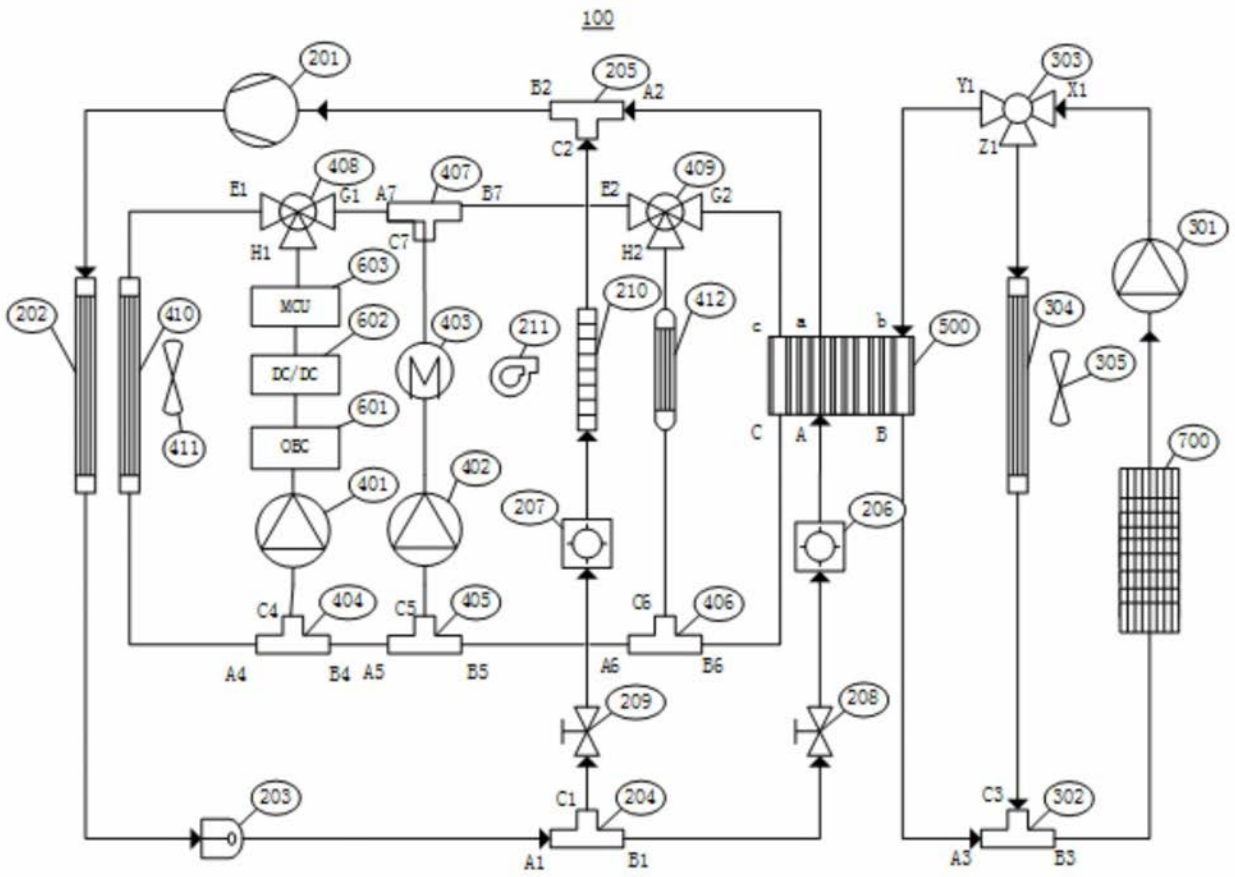 100
201
205
303
B2
A2
Y1
X1
C2
Z1
408
407
409
E1
G1
A7
B7
E2
G2
301
H1
C7
H2
603
MCU
202
410
602
403
211
210
412
c
a
b
500
304
DC/DC
305
411
601
OBC
C
A
B
700
401
402
207
206
C4
404
C5
405
C6
406
A4
B4
A5
B5
A6
B6
209
208
203
C1
204
C3
302
A1
B1
A3
B3